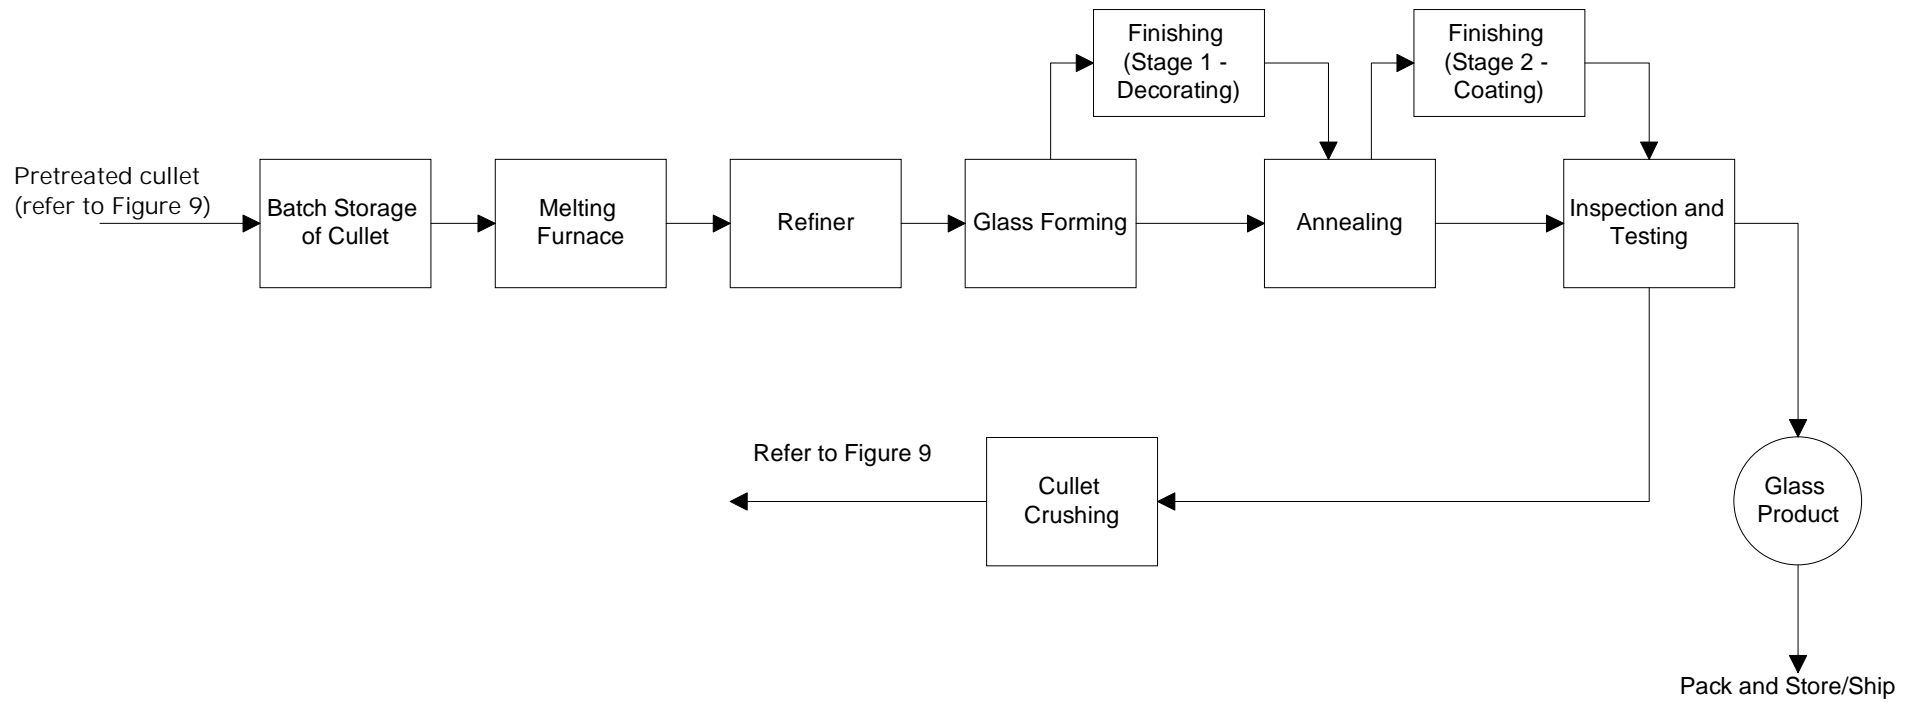 Finishing
(Stage 1 -
Decorating)
Finishing
(Stage 2 -
Coating)
Pretreated cullet
(refer to Figure 9)
Batch Storage
of Cullet
Melting
Furnace
Refiner
Glass Forming
Annealing
Inspection and
Testing
Refer to Figure 9
Cullet
Crushing
Glass
Product
Pack and Store/Ship